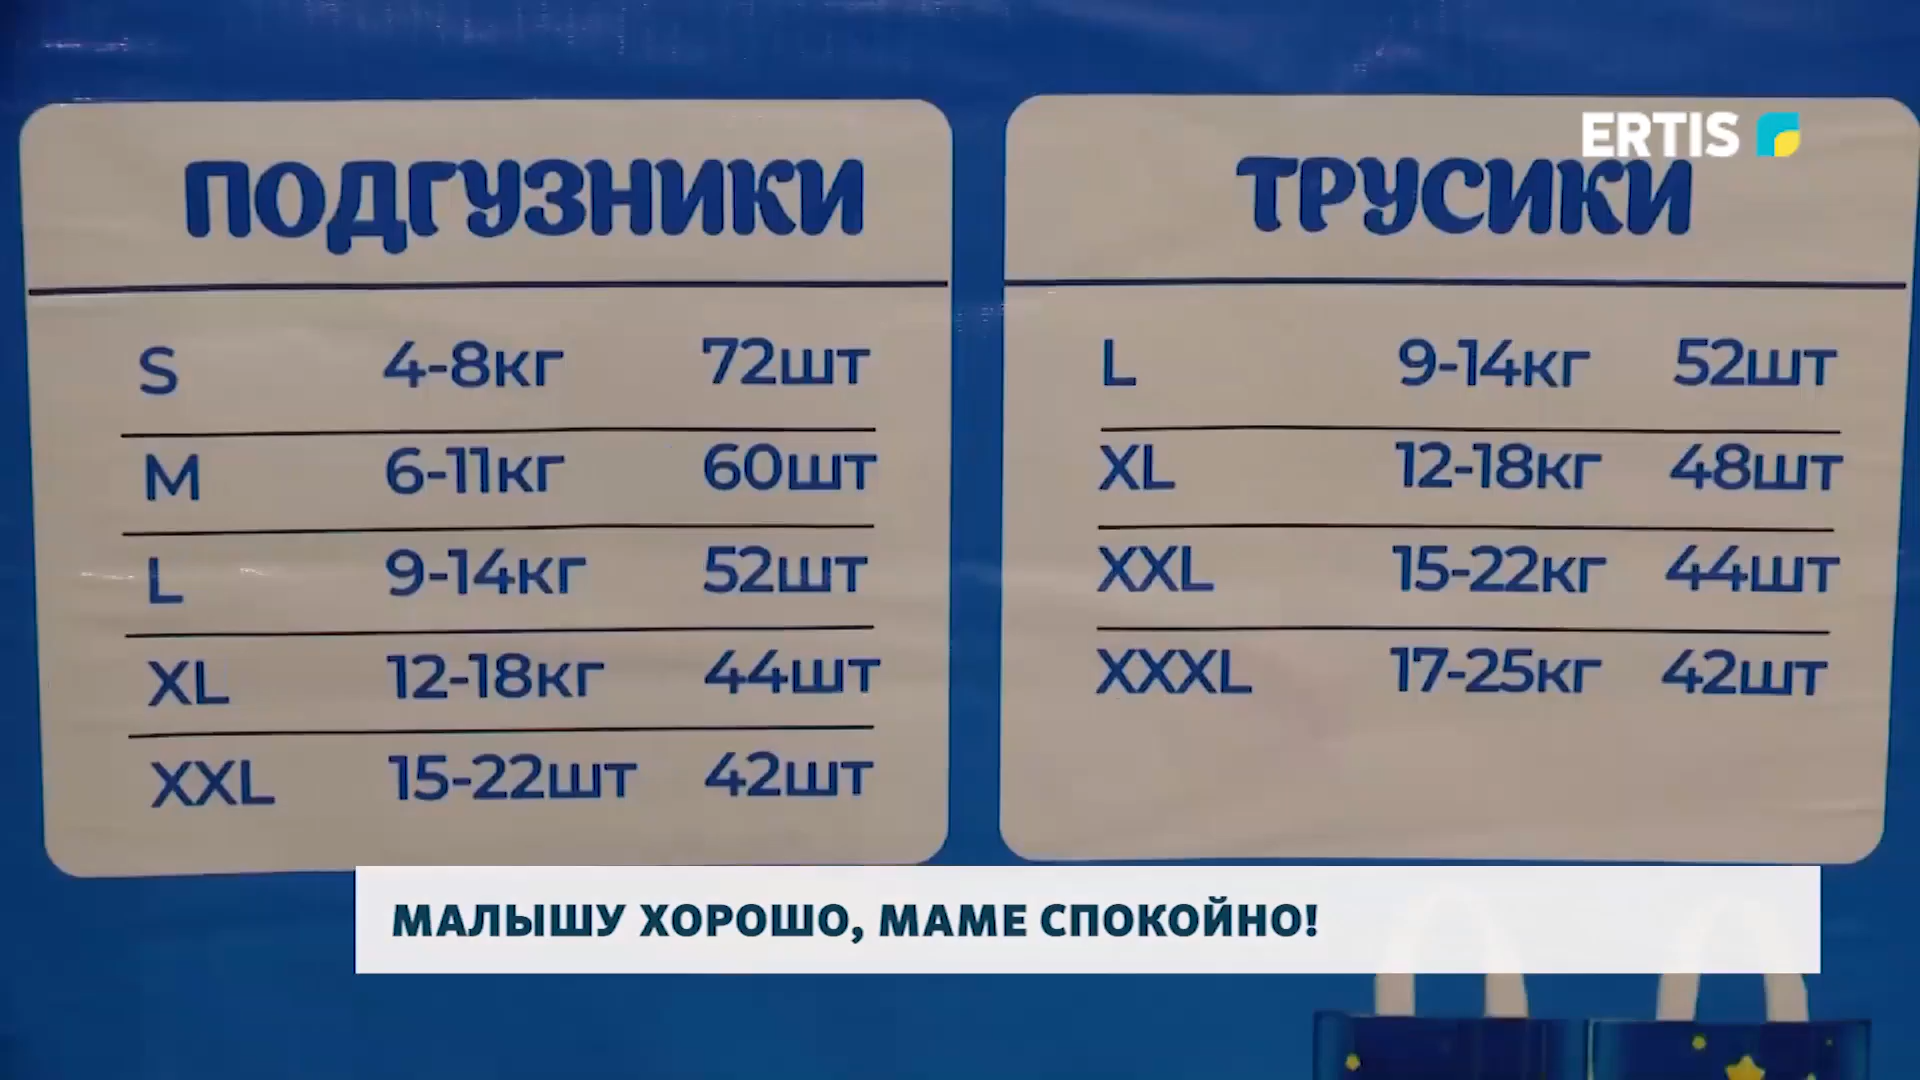 ERTIS
ПОДГУЗНИКИ
S 4-8кг 72шт
M 6-11кг 60шт
L 9-14кг 52шт
XL 12-18кг 44шт
XXL 15-22шт 42шт
ТРУСИКИ
L 9-14кг 52шт
XL 12-18кг 48шт
XXL 15-22кг 44шт
XXXL 17-25кг 42шт
МАЛЫШУ ХОРОШО, МАМЕ СПОКОЙНО!